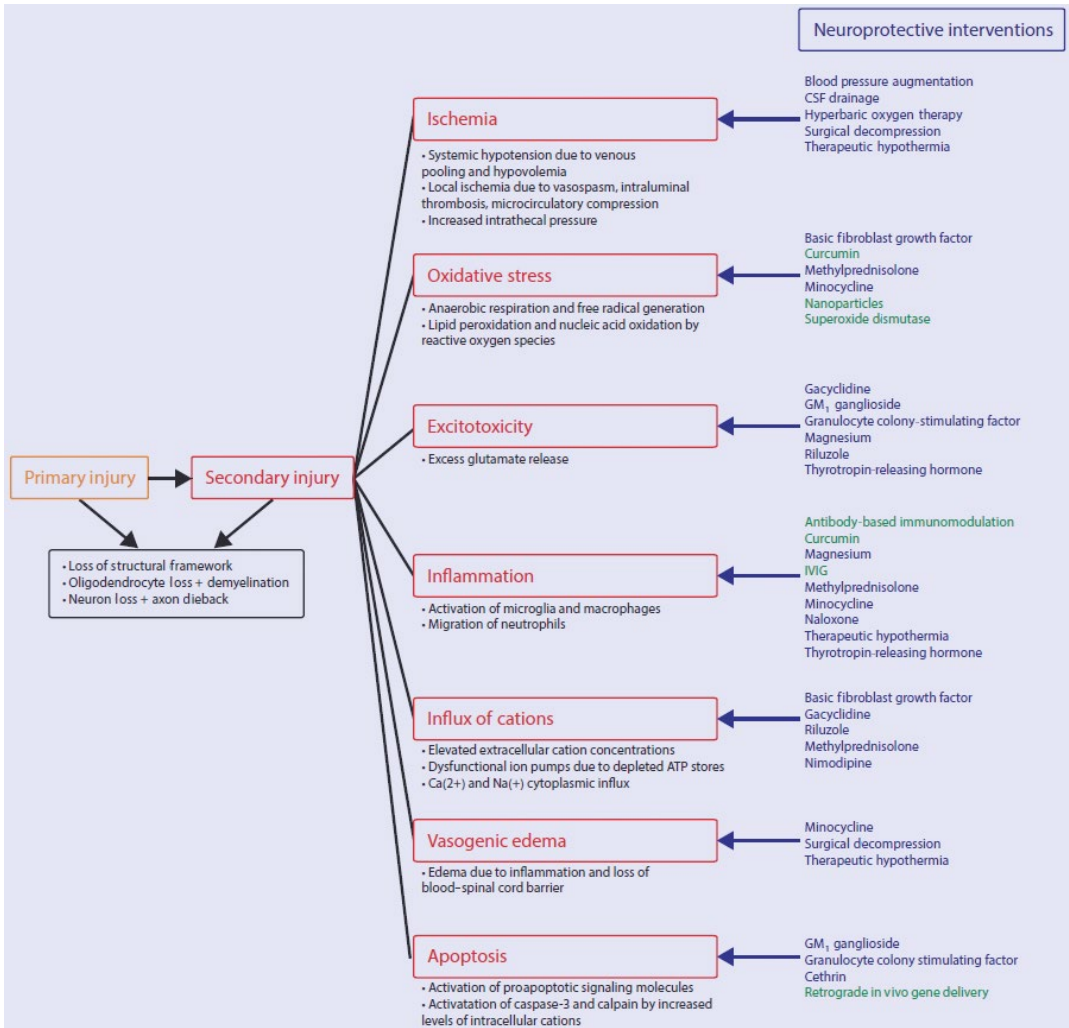 Neuroprotective interventions
Ischemia
• Systemic hypotension due to venous
pooling and hypovolemia
• Local ischemia due to vasospasm, intraluminal
thrombosis, microcirculatory compression
• Increased intrathecal pressure
Blood pressure augmentation
CSF drainage
Hyperbaric oxygen therapy
Surgical decompression
Therapeutic hypothermia
Oxidative stress
• Anaerobic respiration and free radical generation
• Lipid peroxidation and nucleic acid oxidation by
reactive oxygen species
Basic fibroblast growth factor
Curcumin
Methylprednisolone
Minocycline
Nanoparticles
Superoxide dismutase
Excitotoxicity
• Excess glutamate release
Gacyclidine
GM₁ ganglioside
Granulocyte colony-stimulating factor
Magnesium
Riluzole
Thyrotropin-releasing hormone
Primary injury
Secondary injury
• Loss of structural framework
• Oligodendrocyte loss + demyelination
• Neuron loss + axon dieback
Inflammation
• Activation of microglia and macrophages
• Migration of neutrophils
Antibody-based immunomodulation
Curcumin
Magnesium
IVIG
Methylprednisolone
Minocycline
Naloxone
Therapeutic hypothermia
Thyrotropin-releasing hormone
Influx of cations
• Elevated extracellular cation concentrations
• Dysfunctional ion pumps due to depleted ATP stores
• Ca(2+) and Na(+) cytoplasmic influx
Basic fibroblast growth factor
Gacyclidine
Riluzole
Methylprednisolone
Nimodipine
Vasogenic edema
• Edema due to inflammation and loss of
blood–spinal cord barrier
Minocycline
Surgical decompression
Therapeutic hypothermia
Apoptosis
• Activation of proapoptotic signaling molecules
• Activatation of caspase-3 and calpain by increased
levels of intracellular cations
GM₁ ganglioside
Granulocyte colony stimulating factor
Cethrin
Retrograde in vivo gene delivery